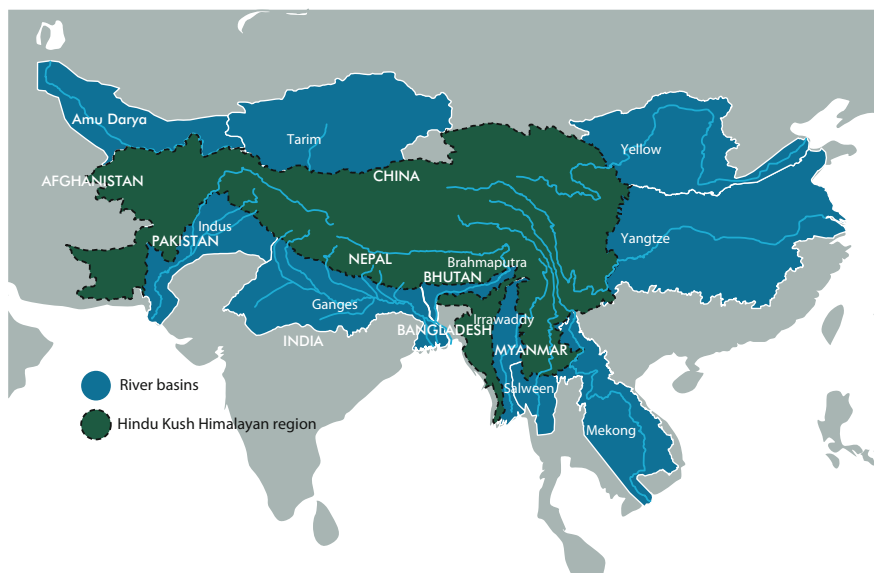 Amu Darya
Tarim
Yellow
AFGHANISTAN
CHINA
Indus
PAKISTAN
Yangtze
NEPAL
Brahmaputra
BHUTAN
Ganges
Irrawaddy
BANGLADESH
INDIA
MYANMAR
Salween
River basins
Hindu Kush Himalayan region
Mekong